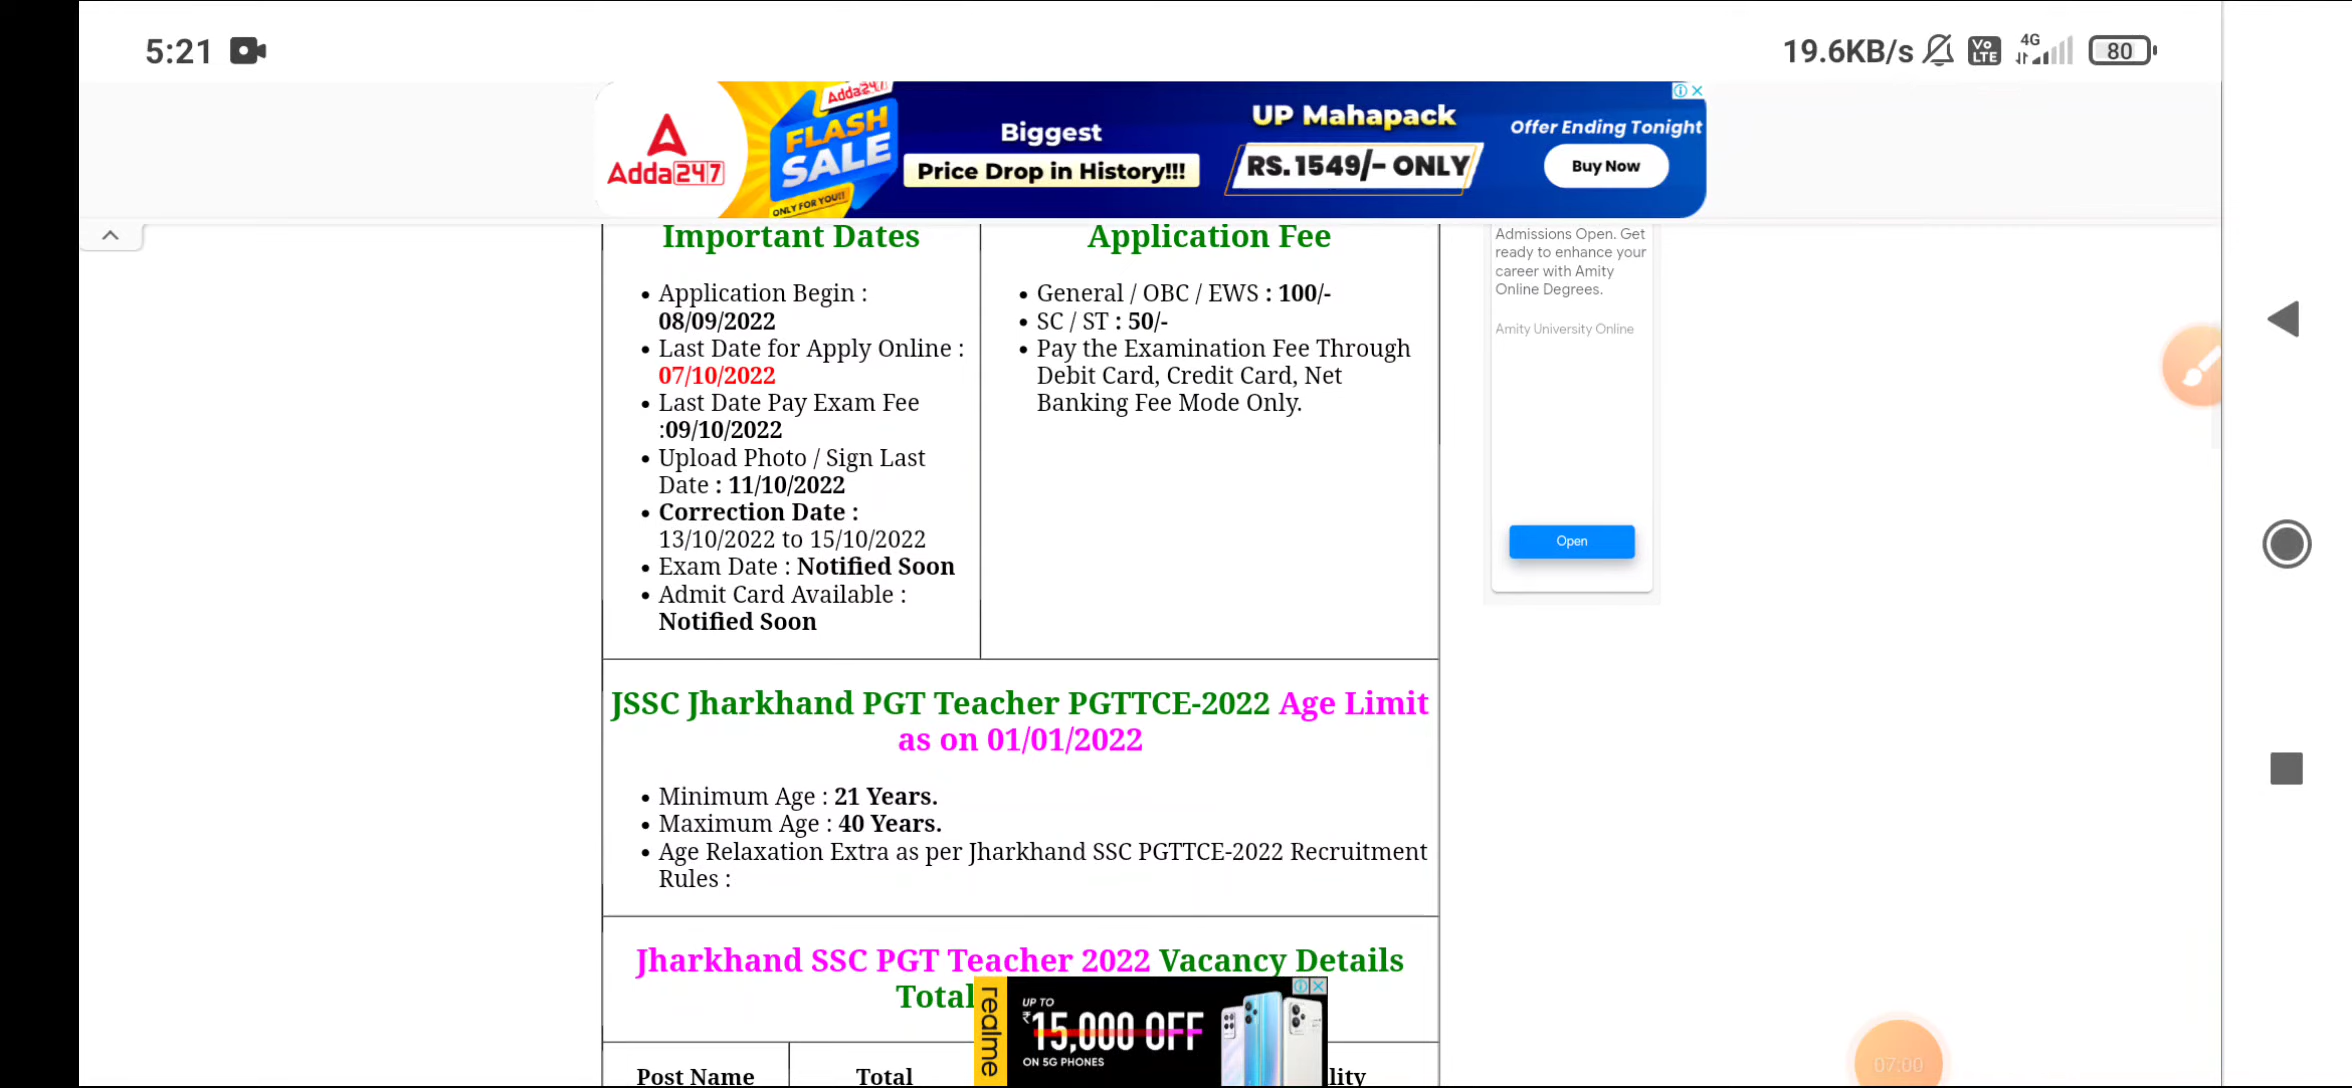 5:21
19.6KB/s
Vo LTE
4G
80
Adda247
Adda247
FLASH
SALE
ONLY FOR YOU!!
Biggest
Price Drop in History!!!
UP Mahapack
RS.1549/- ONLY
Offer Ending Tonight
Buy Now
Important Dates
Application Begin :
08/09/2022
Last Date for Apply Online :
07/10/2022
Last Date Pay Exam Fee
:09/10/2022
Upload Photo / Sign Last
Date : 11/10/2022
Correction Date :
13/10/2022 to 15/10/2022
Exam Date : Notified Soon
Admit Card Available :
Notified Soon
Application Fee
General / OBC / EWS : 100/-
SC / ST : 50/-
Pay the Examination Fee Through
Debit Card, Credit Card, Net
Banking Fee Mode Only.
Admissions Open. Get
ready to enhance your
career with Amity
Online Degrees.
Amity University Online
Open
JSSC Jharkhand PGT Teacher PGTTCE-2022 Age Limit
as on 01/01/2022
Minimum Age : 21 Years.
Maximum Age : 40 Years.
Age Relaxation Extra as per Jharkhand SSC PGTTCE-2022 Recruitment
Rules :
Jharkhand SSC PGT Teacher 2022 Vacancy Details
Total
realme
UP TO
₹15,000 OFF
ON 5G PHONES
Post Name
Total
lity
07:00